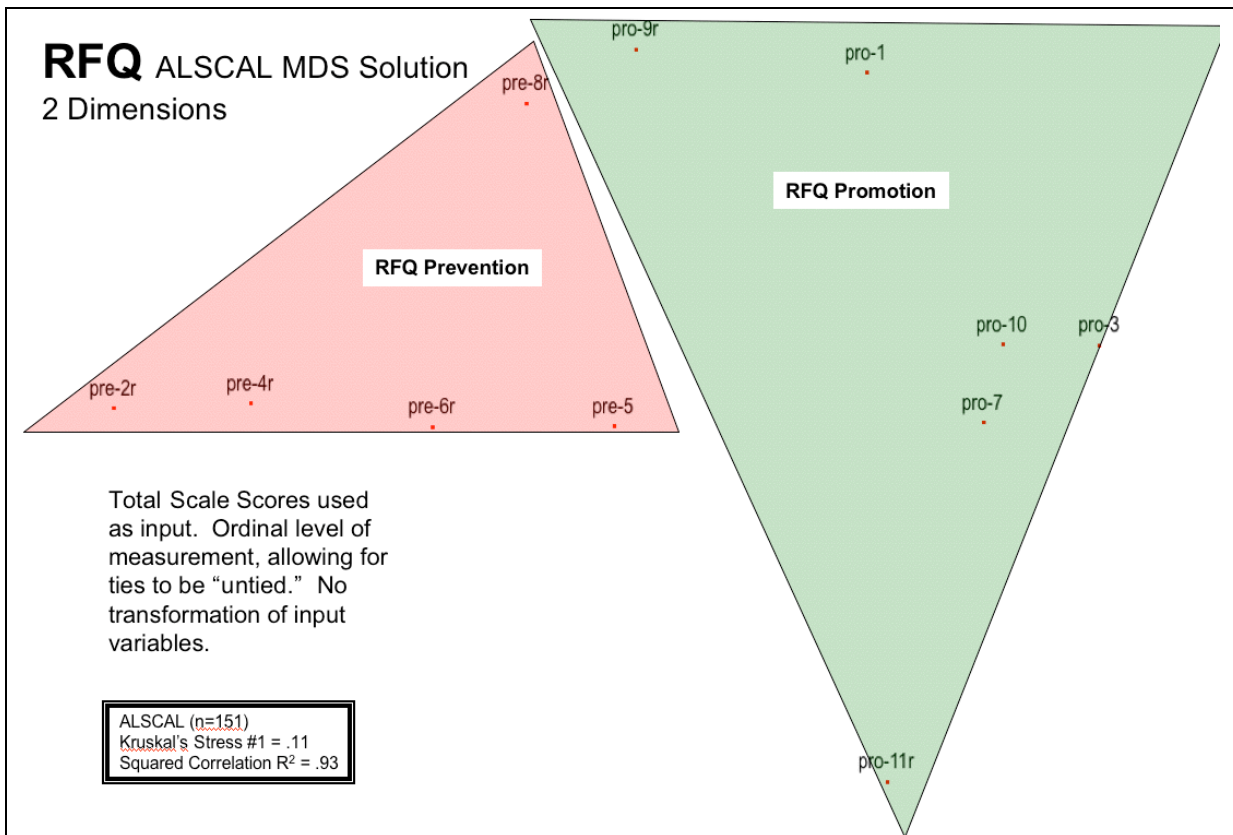 RFQ ALSCAL MDS Solution
2 Dimensions
pro-9r
pro-1
pre-8r
RFQ Promotion
RFQ Prevention
pro-10
pro-3
pre-2r
pre-4r
pre-6r
pre-5
pro-7
Total Scale Scores used
as input. Ordinal level of
measurement, allowing for
ties to be “untied.” No
transformation of input
variables.
ALSCAL (n=151)
Kruskal's Stress #1 = .11
Squared Correlation R² = .93
pro-11r